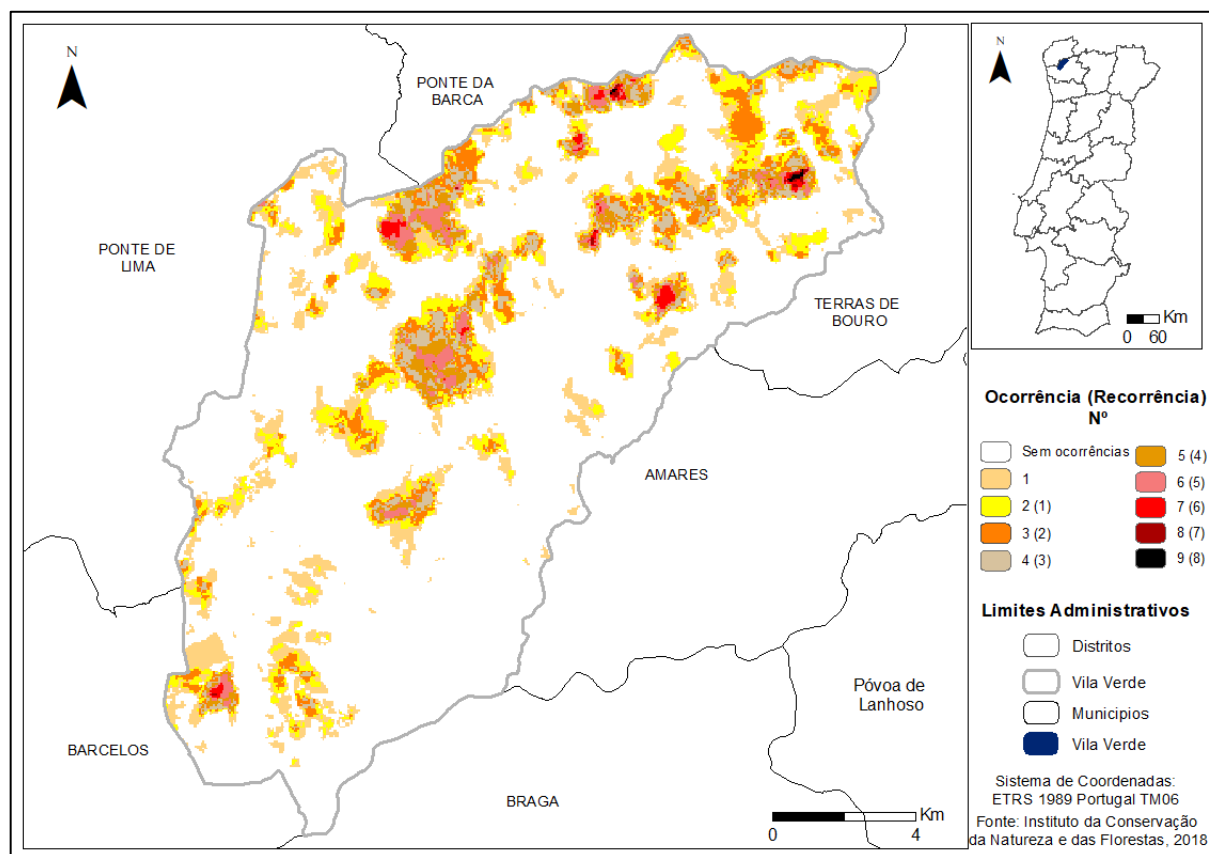 N
PONTE DA
BARCA
PONTE DE
LIMA
TERRAS DE
BOURO
AMARES
Póvoa de
Lanhoso
BARCELOS
BRAGA
Km
0 4
N
Km
0 60
Ocorrência (Recorrência)
Nº
Sem ocorrências
1
2 (1)
3 (2)
4 (3)
5 (4)
6 (5)
7 (6)
8 (7)
9 (8)
Limites Administrativos
Distritos
Vila Verde
Municipios
Vila Verde
Sistema de Coordenadas:
ETRS 1989 Portugal TM06
Fonte: Instituto da Conservação
da Natureza e das Florestas, 2018